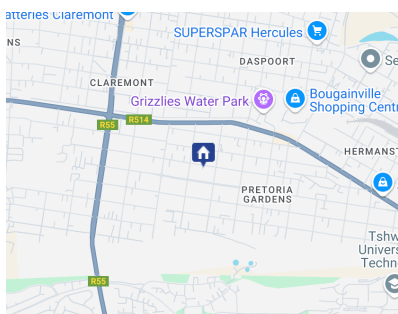 atteries Claremont
SUPERSPAR Hercules
NS
DASPOORT
Se
CLAREMONT
Grizzlies Water Park
Bougainville
Shopping Centr
R55
R514
HERMANST
PRETORIA
GARDENS
Tshw
Univers
Techn
R55